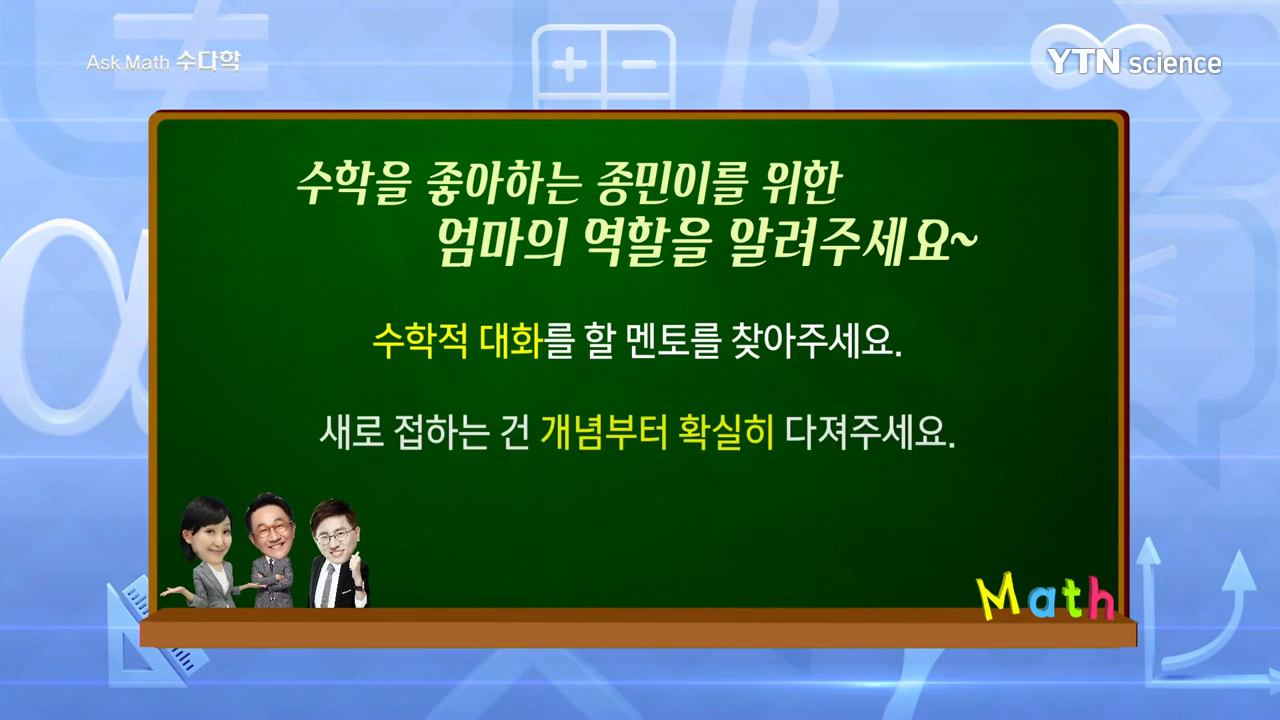 Ask Math 수다학
YTN science
수학을 좋아하는 종민이를 위한
엄마의 역할을 알려주세요~
수학적 대화를 할 멘토를 찾아주세요.
새로 접하는 건 개념부터 확실히 다져주세요.
Math